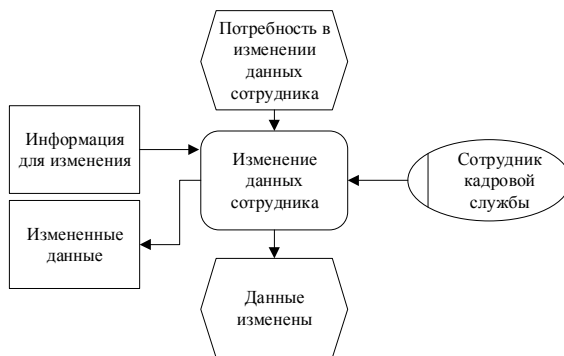 Потребность в
изменении
данных
сотрудника
Информация
для изменения
Изменение
данных
сотрудника
Сотрудник
кадровой
службы
Измененные
данные
Данные
изменены